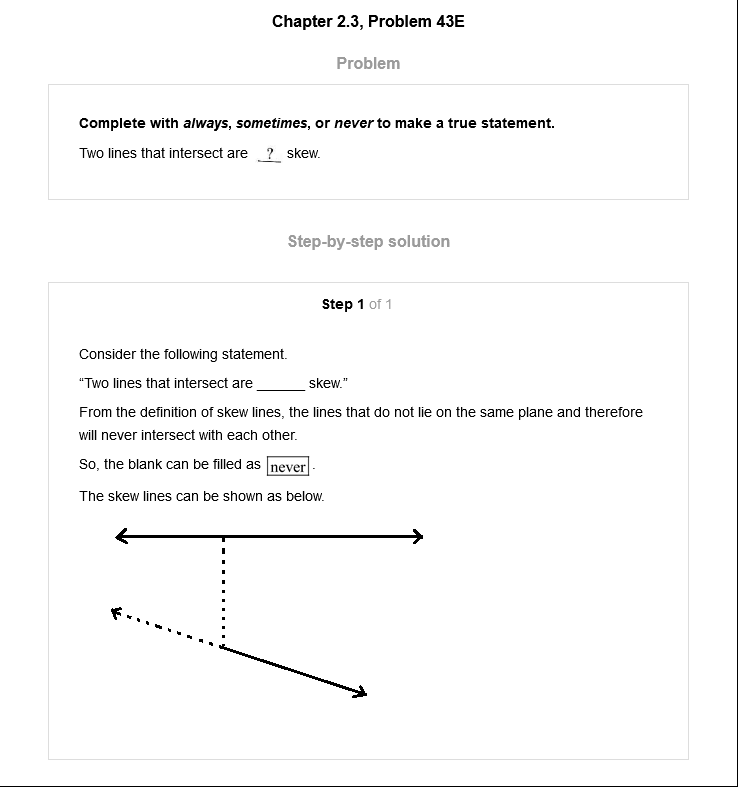 Chapter 2.3, Problem 43E
Problem
Complete with always, sometimes, or never to make a true statement.
Two lines that intersect are __?__ skew.
Step-by-step solution
Step 1 of 1
Consider the following statement.
“Two lines that intersect are ______ skew.”
From the definition of skew lines, the lines that do not lie on the same plane and therefore
will never intersect with each other.
So, the blank can be filled as never.
The skew lines can be shown as below.